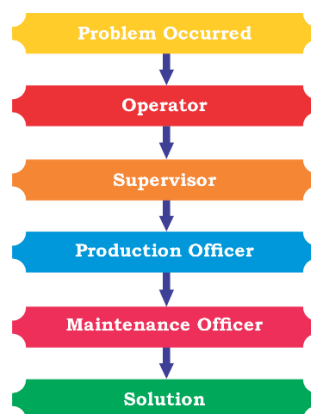 Problem Occurred
Operator
Supervisor
Production Officer
Maintenance Officer
Solution